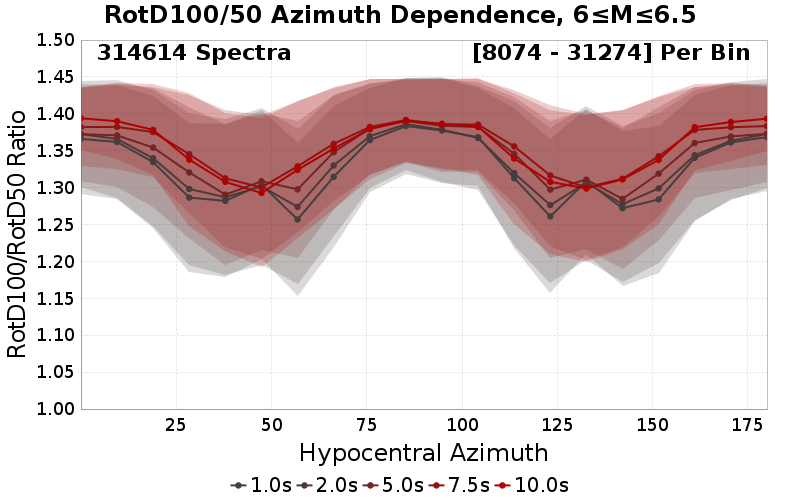 RotD100/50 Azimuth Dependence, 6≤M≤6.5
314614 Spectra
[8074 - 31274] Per Bin
RotD100/RotD50 Ratio
1.50
1.45
1.40
1.35
1.30
1.25
1.20
1.15
1.10
1.05
1.00
25 50 75 100 125 150 175
Hypocentral Azimuth
1.0s 2.0s 5.0s 7.5s 10.0s